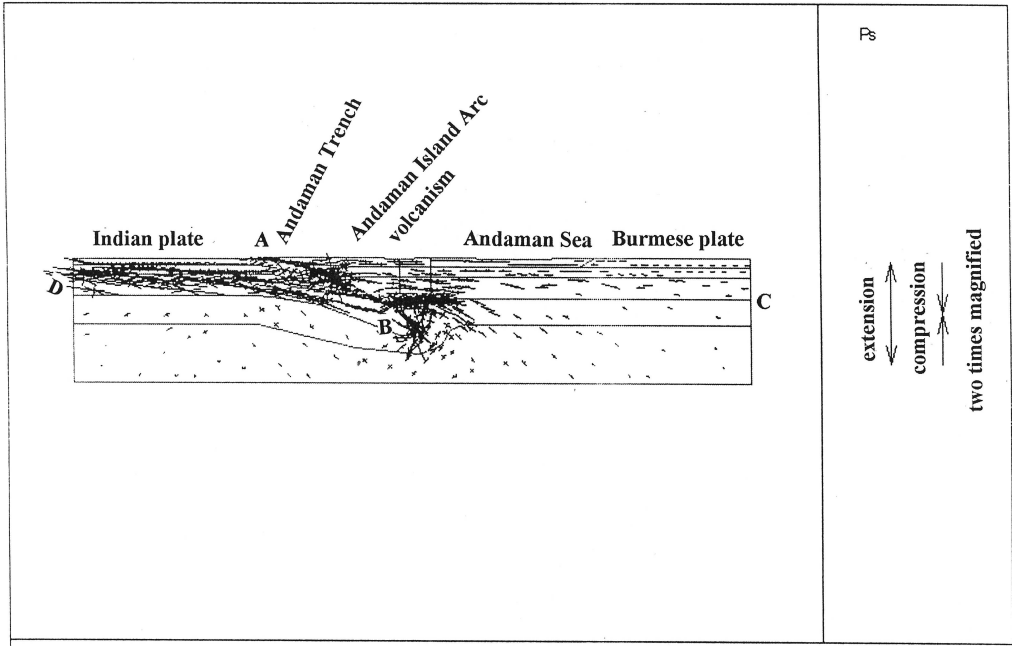 Ps
Andaman Trench
Andaman Island Arc
volcanism
Indian plate
A
Andaman Sea
Burmese plate
D
B
C
extension
compression
two times magnified